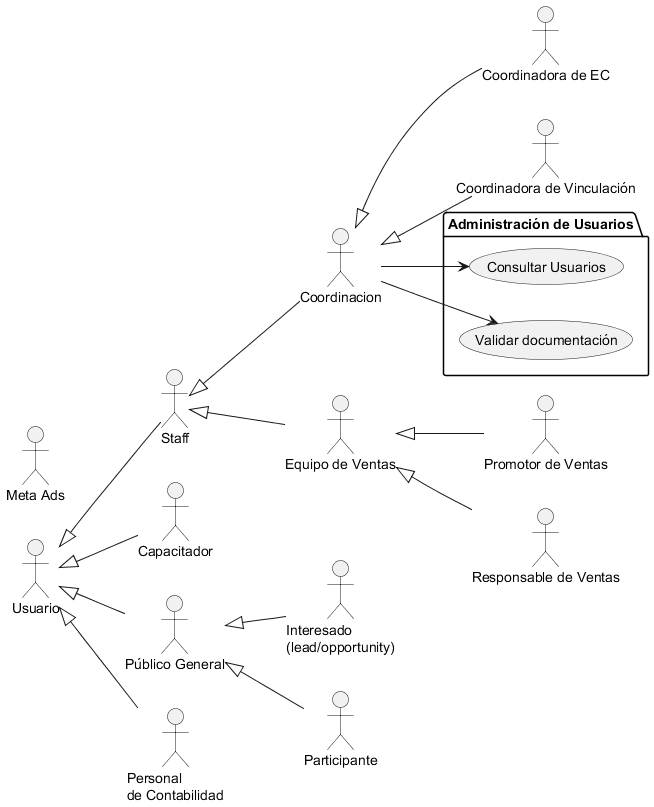 Coordinadora de EC
Coordinadora de Vinculación
Administración de Usuarios
Consultar Usuarios
Coordinacion
Validar documentación
Staff
Equipo de Ventas
Promotor de Ventas
Meta Ads
Capacitador
Responsable de Ventas
Usuario
Interesado
(lead/opportunity)
Público General
Participante
Personal
de Contabilidad